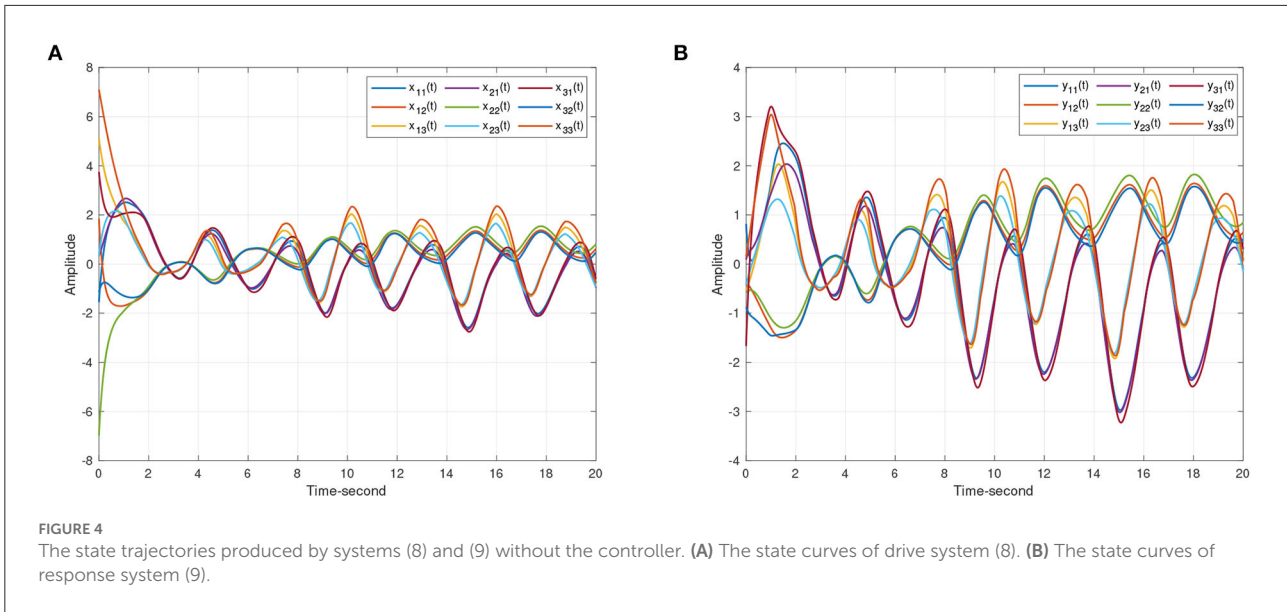 A
8
6
4
2
0
-2
-4
-6
-8
Amplitude
0 2 4 6 8 10 12 14 16 18 20
Time-second
x11(t) x21(t) x31(t)
x12(t) x22(t) x32(t)
x13(t) x23(t) x33(t)
B
4
3
2
1
0
-1
-2
-3
-4
Amplitude
0 2 4 6 8 10 12 14 16 18 20
Time-second
y11(t) y21(t) y31(t)
y12(t) y22(t) y32(t)
y13(t) y23(t) y33(t)
FIGURE 4
The state trajectories produced by systems (8) and (9) without the controller. (A) The state curves of drive system (8). (B) The state curves of
response system (9).